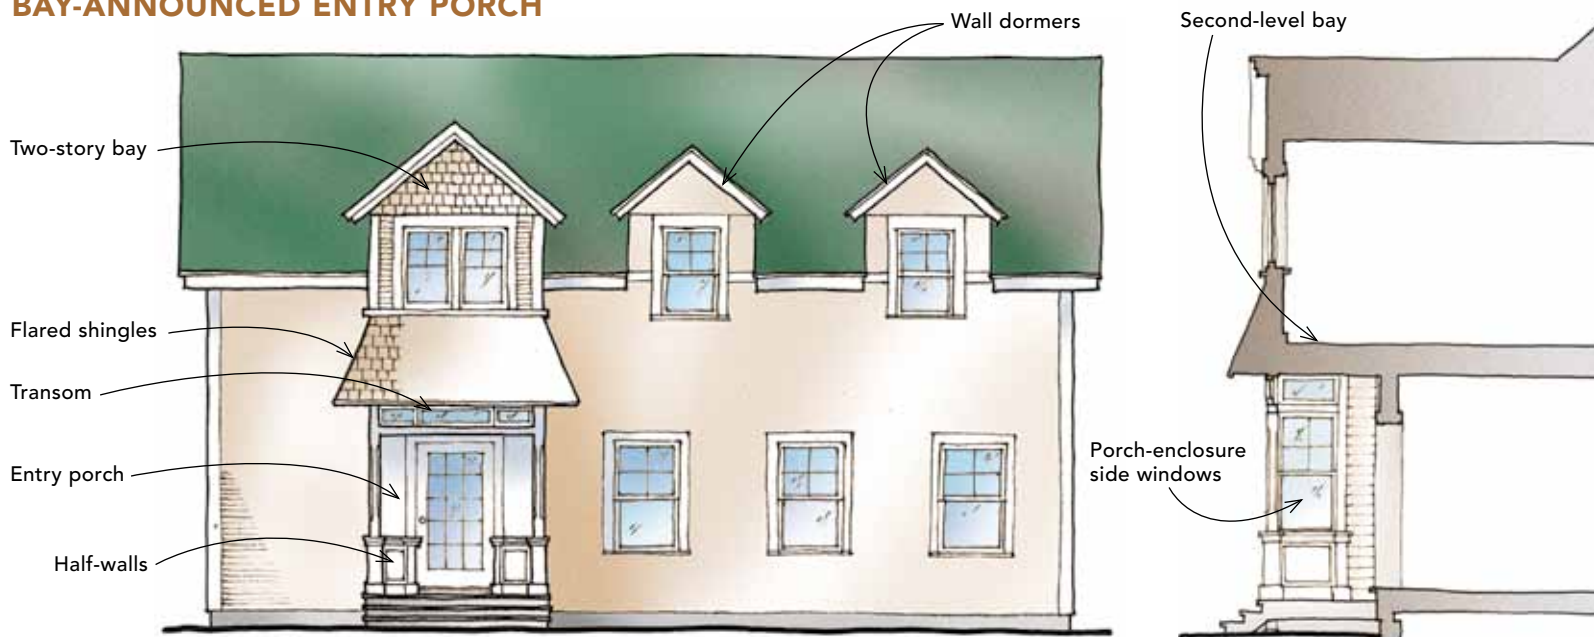 BAY-ANNOUNCED ENTRY PORCH
Wall dormers
Second-level bay
Two-story bay
Flared shingles
Transom
Entry porch
Half-walls
Porch-enclosure
side windows